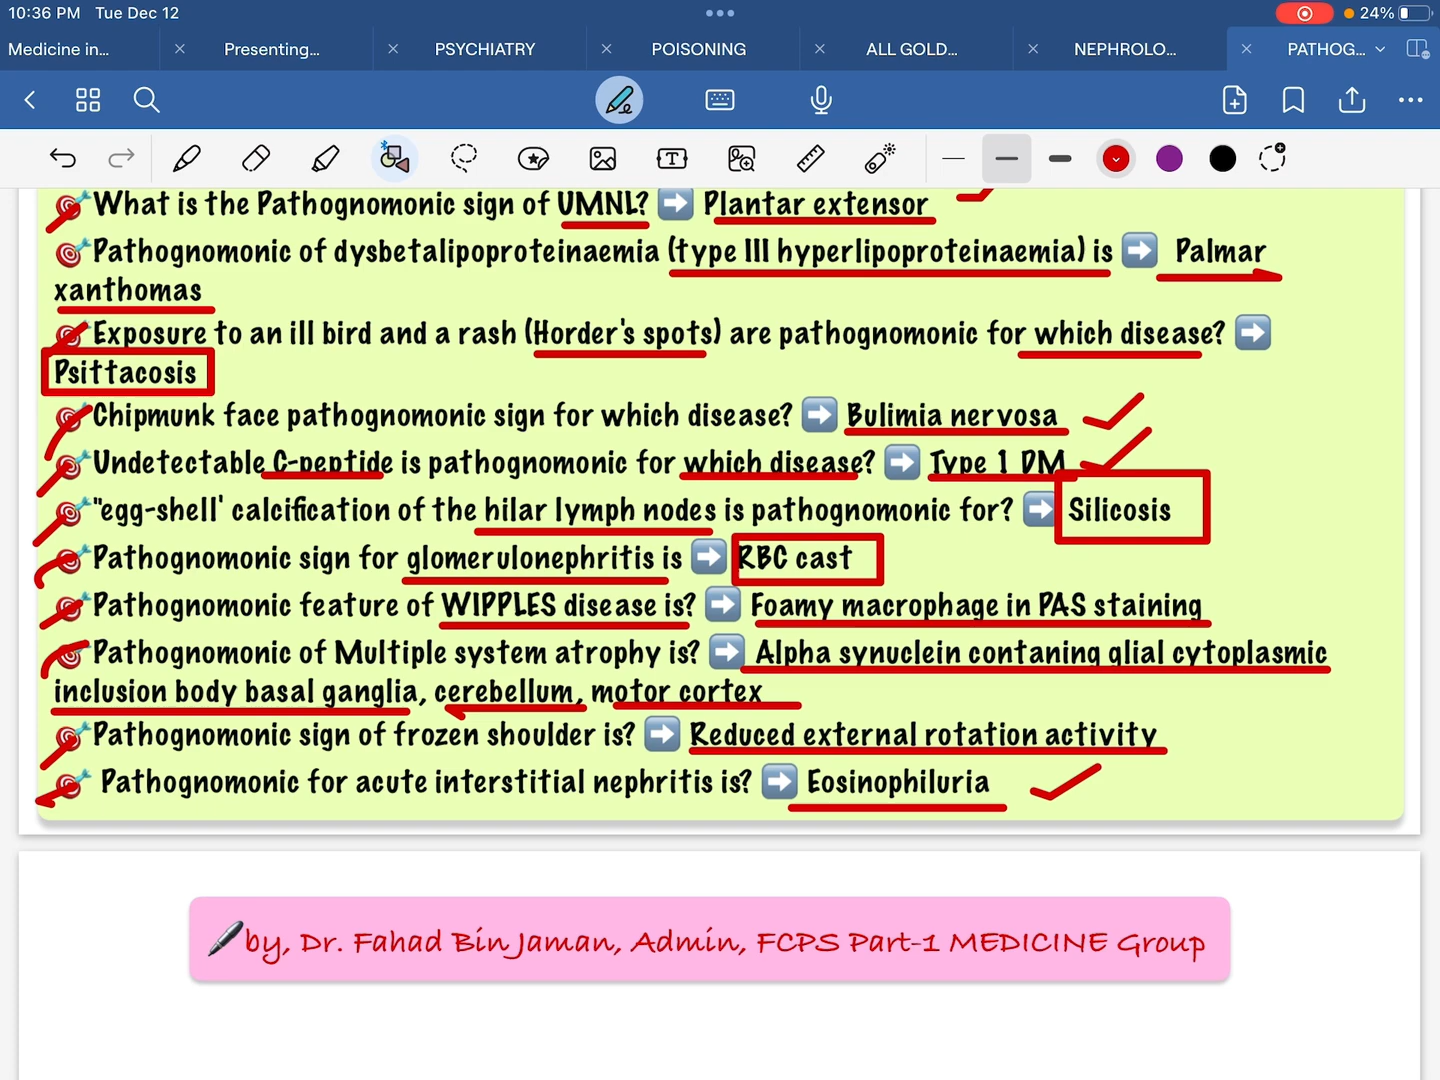 10:36 PM Tue Dec 12
24%
Medicine in... Presenting... PSYCHIATRY POISONING ALL GOLD... NEPHROLO... PATHOG...
What is the Pathognomonic sign of UMNL? ➡️ Plantar extensor
🎯Pathognomonic of dysbetalipoproteinaemia (type III hyperlipoproteinaemia) is ➡️ Palmar
xanthomas
🎯Exposure to an ill bird and a rash (Horder's spots) are pathognomonic for which disease? ➡️
Psittacosis
🎯Chipmunk face pathognomonic sign for which disease? ➡️ Bulimia nervosa
🎯Undetectable C-peptide is pathognomonic for which disease? ➡️ Type 1 DM
🎯"egg-shell' calcification of the hilar lymph nodes is pathognomonic for? ➡️ Silicosis
🎯Pathognomonic sign for glomerulonephritis is ➡️ RBC cast
🎯Pathognomonic feature of WIPPLES disease is? ➡️ Foamy macrophage in PAS staining
🎯Pathognomonic of Multiple system atrophy is? ➡️ Alpha synuclein contaning glial cytoplasmic
inclusion body basal ganglia, cerebellum, motor cortex
🎯Pathognomonic sign of frozen shoulder is? ➡️ Reduced external rotation activity
🎯 Pathognomonic for acute interstitial nephritis is? ➡️ Eosinophiluria
🖊️by, Dr. Fahad Bin Jaman, Admin, FCPS Part-1 MEDICINE Group